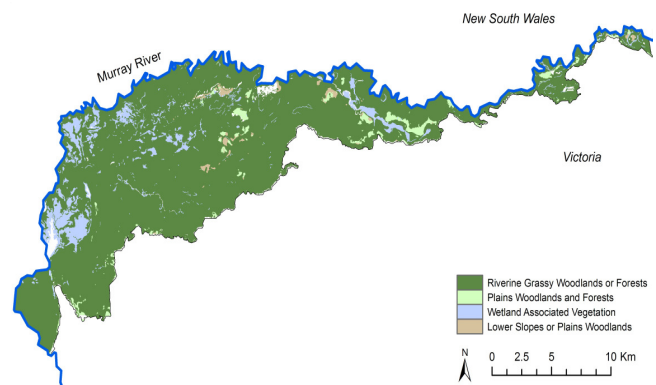 New South Wales
Murray River
Victoria
Riverine Grassy Woodlands or Forests
Plains Woodlands and Forests
Wetland Associated Vegetation
Lower Slopes or Plains Woodlands
N
0 2.5 5 10 Km